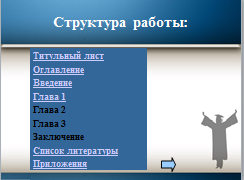 Структура работы:
Титульный лист
Оглавление
Введение
Глава 1
Глава 2
Глава 3
Заключение
Список литературы
Приложения